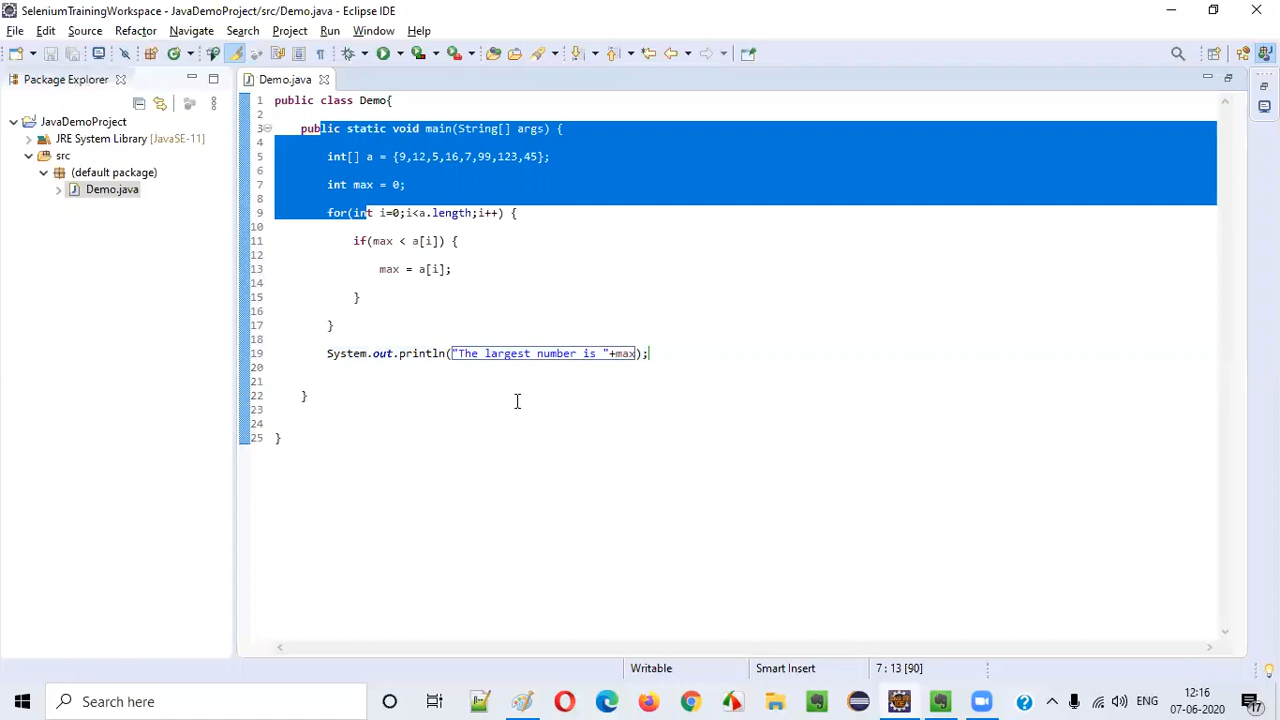 SeleniumTrainingWorkspace - JavaDemoProject/src/Demo.java - Eclipse IDE
File Edit Source Refactor Navigate Search Project Run Window Help
Package Explorer
Demo.java
JavaDemoProject
JRE System Library [JavaSE-11]
src
(default package)
Demo.java
1 public class Demo{
2
3 public static void main(String[] args) {
4
5 int[] a = {9,12,5,16,7,99,123,45};
6
7 int max = 0;
8
9 for(int i=0;i<a.length;i++) {
10
11 if(max < a[i]) {
12
13 max = a[i];
14
15 }
16
17 }
18
19 System.out.println("The largest number is "+max);
20
21
22 }
23
24
25 }
Writable Smart Insert 7 : 13 [90]
Search here
ENG
12:16
07-06-2020
17